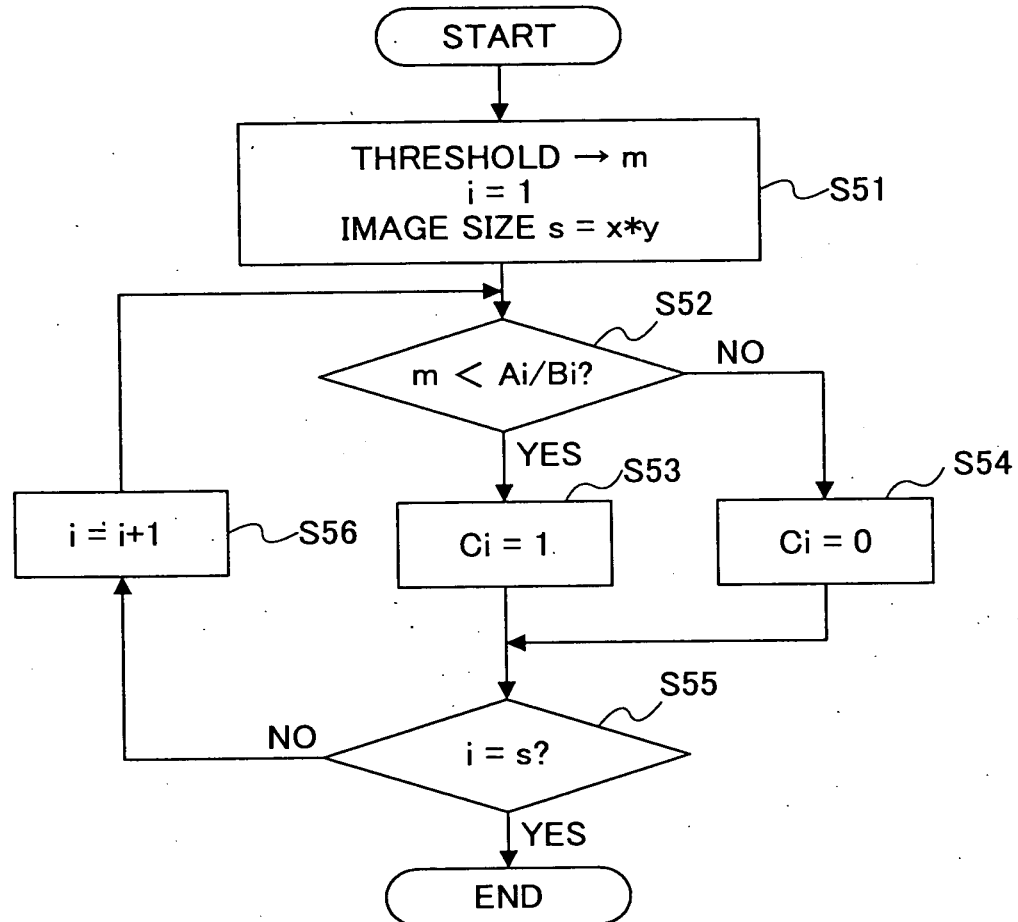 START
THRESHOLD → m
i = 1
IMAGE SIZE s = x*y
S51
S52
m < Ai/Bi?
NO
YES
S53
S54
i = i+1
S56
Ci = 1
Ci = 0
S55
NO
i = s?
YES
END